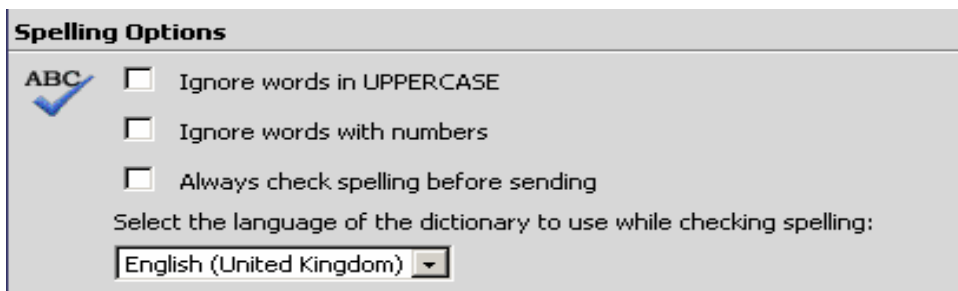 Spelling Options
ABC
Ignore words in UPPERCASE
Ignore words with numbers
Always check spelling before sending
Select the language of the dictionary to use while checking spelling:
English (United Kingdom)